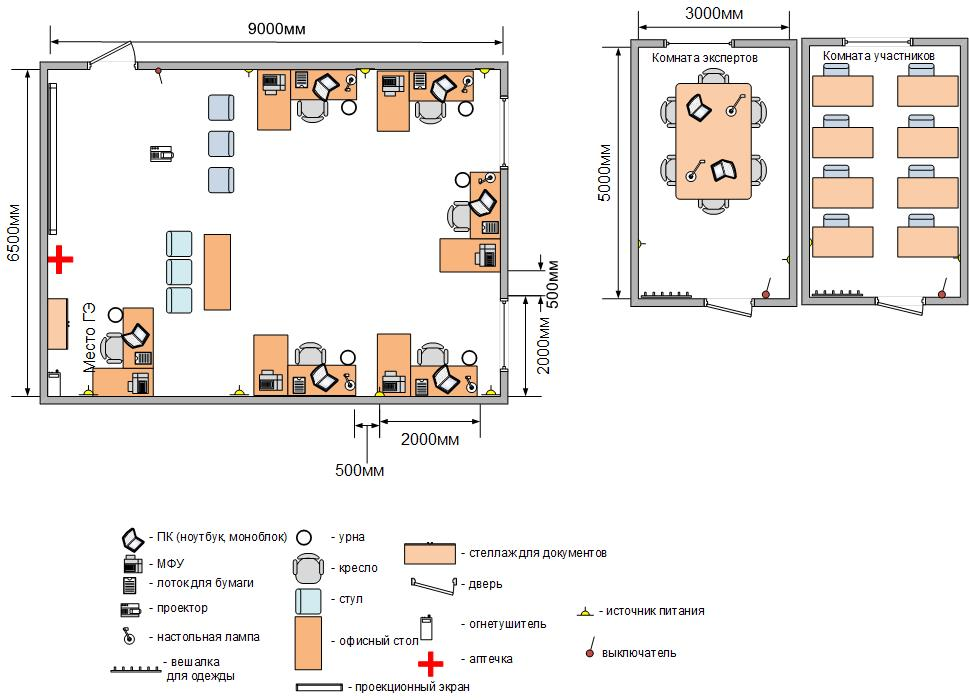 9000мм
3000мм
Комната экспертов
Комната участников
6500мм
5000мм
500мм
Место ГЭ
2000мм
2000мм
500мм
- ПК (ноутбук, моноблок)
- МФУ
- лоток для бумаги
- проектор
- настольная лампа
- вешалка
для одежды
- урна
- кресло
- стул
- офисный стол
- проекционный экран
- стеллаж для документов
- дверь
- огнетушитель
- аптечка
- источник питания
- выключатель